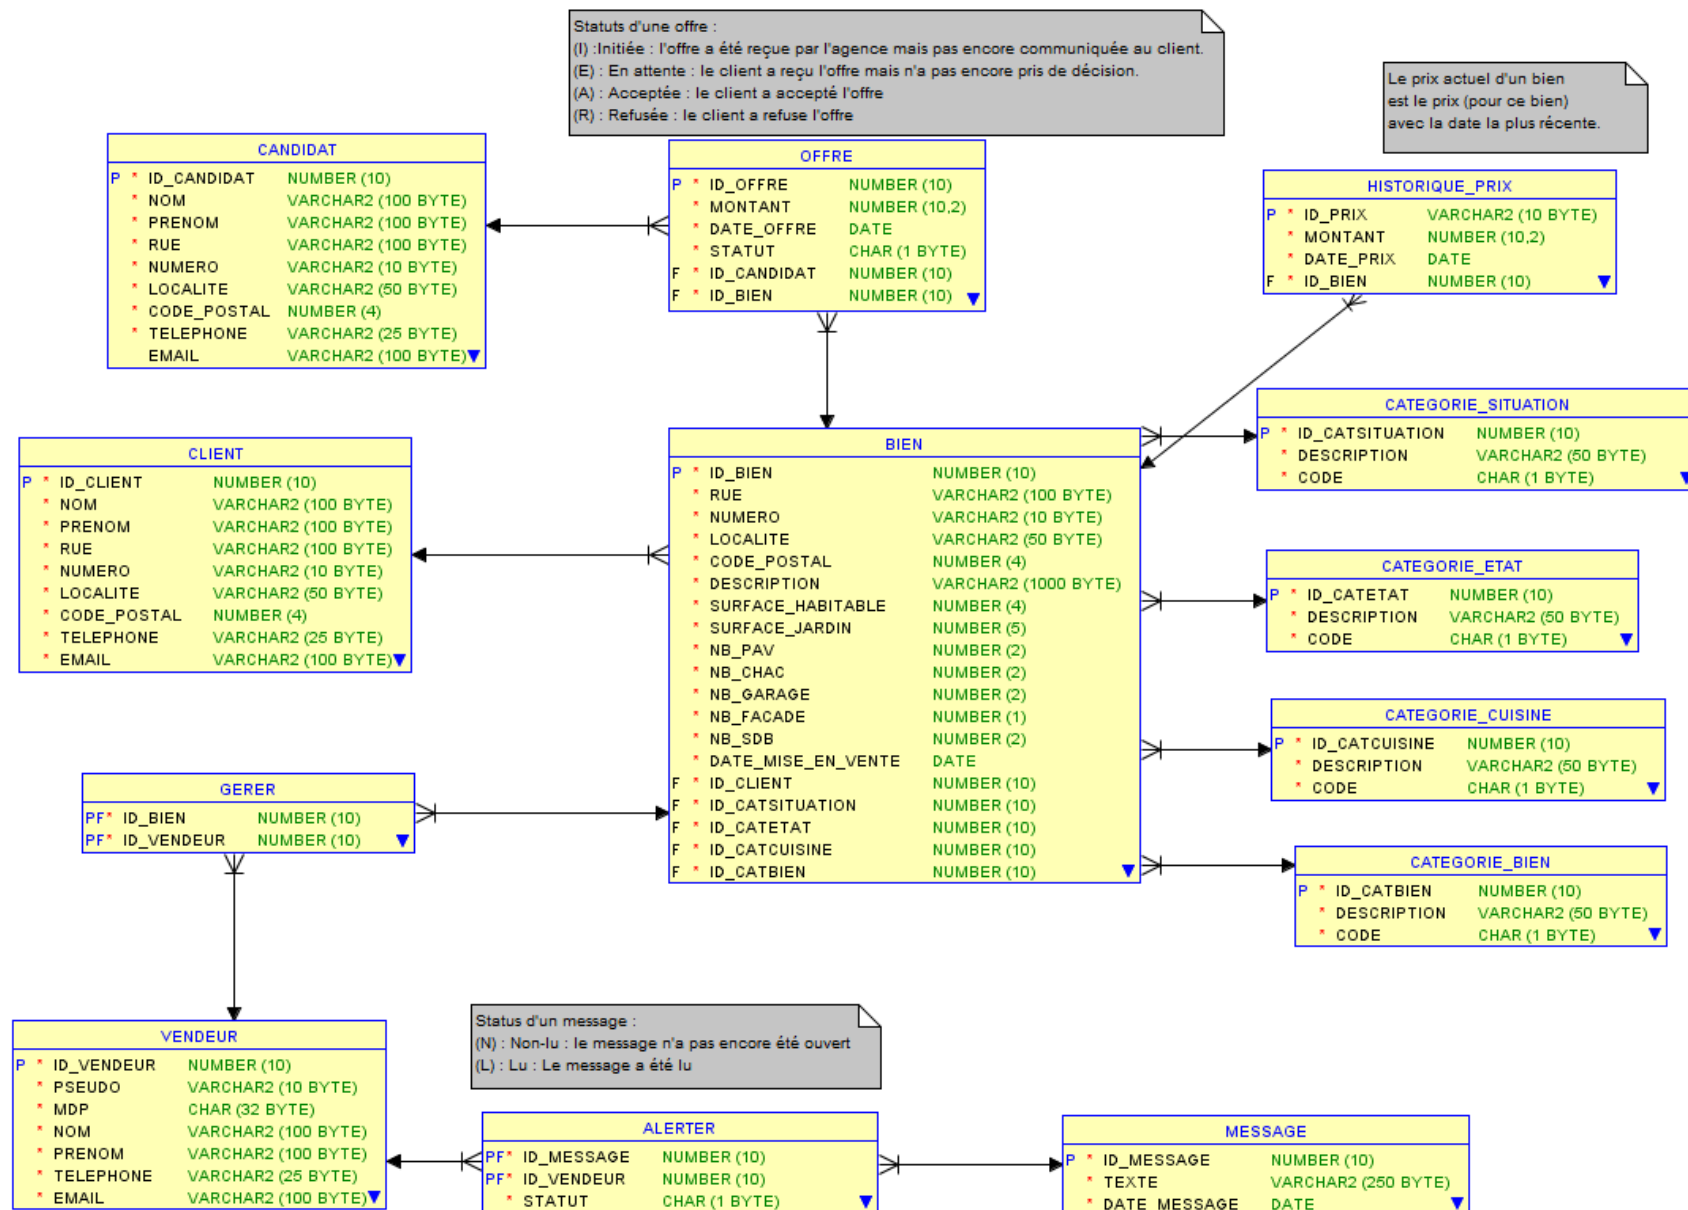 Statuts d'une offre :
(I) :Initiée : l'offre a été reçue par l'agence mais pas encore communiquée au client.
(E) : En attente : le client a reçu l'offre mais n'a pas encore pris de décision.
(A) : Acceptée : le client a accepté l'offre
(R) : Refusée : le client a refuse l'offre
Le prix actuel d'un bien
est le prix (pour ce bien)
avec la date la plus récente.
CANDIDAT
P * ID_CANDIDAT NUMBER (10)
* NOM VARCHAR2 (100 BYTE)
* PRENOM VARCHAR2 (100 BYTE)
* RUE VARCHAR2 (100 BYTE)
* NUMERO VARCHAR2 (10 BYTE)
* LOCALITE VARCHAR2 (50 BYTE)
* CODE_POSTAL NUMBER (4)
* TELEPHONE VARCHAR2 (25 BYTE)
EMAIL VARCHAR2 (100 BYTE)
OFFRE
P * ID_OFFRE NUMBER (10)
* MONTANT NUMBER (10,2)
* DATE_OFFRE DATE
* STATUT CHAR (1 BYTE)
F * ID_CANDIDAT NUMBER (10)
F * ID_BIEN NUMBER (10)
HISTORIQUE_PRIX
P * ID_PRIX VARCHAR2 (10 BYTE)
* MONTANT NUMBER (10,2)
* DATE_PRIX DATE
F * ID_BIEN NUMBER (10)
CLIENT
P * ID_CLIENT NUMBER (10)
* NOM VARCHAR2 (100 BYTE)
* PRENOM VARCHAR2 (100 BYTE)
* RUE VARCHAR2 (100 BYTE)
* NUMERO VARCHAR2 (10 BYTE)
* LOCALITE VARCHAR2 (50 BYTE)
* CODE_POSTAL NUMBER (4)
* TELEPHONE VARCHAR2 (25 BYTE)
* EMAIL VARCHAR2 (100 BYTE)
BIEN
P * ID_BIEN NUMBER (10)
* RUE VARCHAR2 (100 BYTE)
* NUMERO VARCHAR2 (10 BYTE)
* LOCALITE VARCHAR2 (50 BYTE)
* CODE_POSTAL NUMBER (4)
* DESCRIPTION VARCHAR2 (1000 BYTE)
* SURFACE_HABITABLE NUMBER (4)
* SURFACE_JARDIN NUMBER (5)
* NB_PAV NUMBER (2)
* NB_CHAC NUMBER (2)
* NB_GARAGE NUMBER (2)
* NB_FACADE NUMBER (1)
* NB_SDB NUMBER (2)
* DATE_MISE_EN_VENTE DATE
F * ID_CLIENT NUMBER (10)
F * ID_CATSITUATION NUMBER (10)
F * ID_CATETAT NUMBER (10)
F * ID_CATCUISINE NUMBER (10)
F * ID_CATBIEN NUMBER (10)
CATEGORIE_SITUATION
P * ID_CATSITUATION NUMBER (10)
* DESCRIPTION VARCHAR2 (50 BYTE)
* CODE CHAR (1 BYTE)
CATEGORIE_ETAT
P * ID_CATETAT NUMBER (10)
* DESCRIPTION VARCHAR2 (50 BYTE)
* CODE CHAR (1 BYTE)
CATEGORIE_CUISINE
P * ID_CATCUISINE NUMBER (10)
* DESCRIPTION VARCHAR2 (50 BYTE)
* CODE CHAR (1 BYTE)
CATEGORIE_BIEN
P * ID_CATBIEN NUMBER (10)
* DESCRIPTION VARCHAR2 (50 BYTE)
* CODE CHAR (1 BYTE)
GERER
PF* ID_BIEN NUMBER (10)
PF* ID_VENDEUR NUMBER (10)
VENDEUR
P * ID_VENDEUR NUMBER (10)
* PSEUDO VARCHAR2 (10 BYTE)
* MDP CHAR (32 BYTE)
* NOM VARCHAR2 (100 BYTE)
* PRENOM VARCHAR2 (100 BYTE)
* TELEPHONE VARCHAR2 (25 BYTE)
* EMAIL VARCHAR2 (100 BYTE)
Status d'un message :
(N) : Non-lu : le message n'a pas encore été ouvert
(L) : Lu : Le message a été lu
ALERTER
PF* ID_MESSAGE NUMBER (10)
PF* ID_VENDEUR NUMBER (10)
* STATUT CHAR (1 BYTE)
MESSAGE
P * ID_MESSAGE NUMBER (10)
* TEXTE VARCHAR2 (250 BYTE)
* DATE_MESSAGE DATE